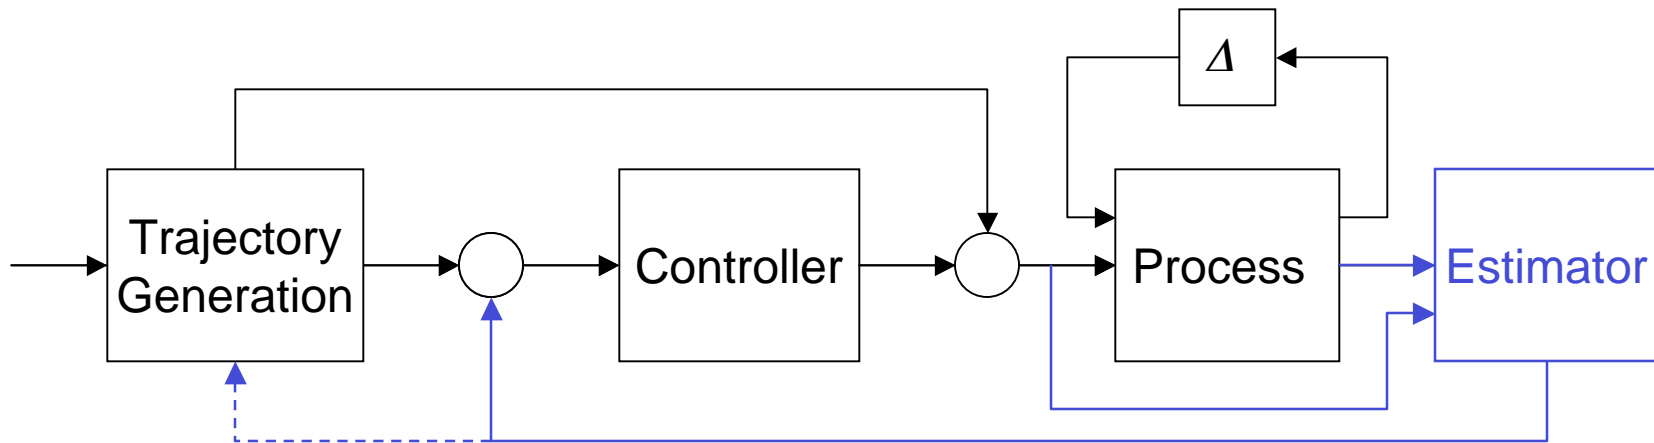 Δ
Trajectory
Generation
Controller
Process
Estimator